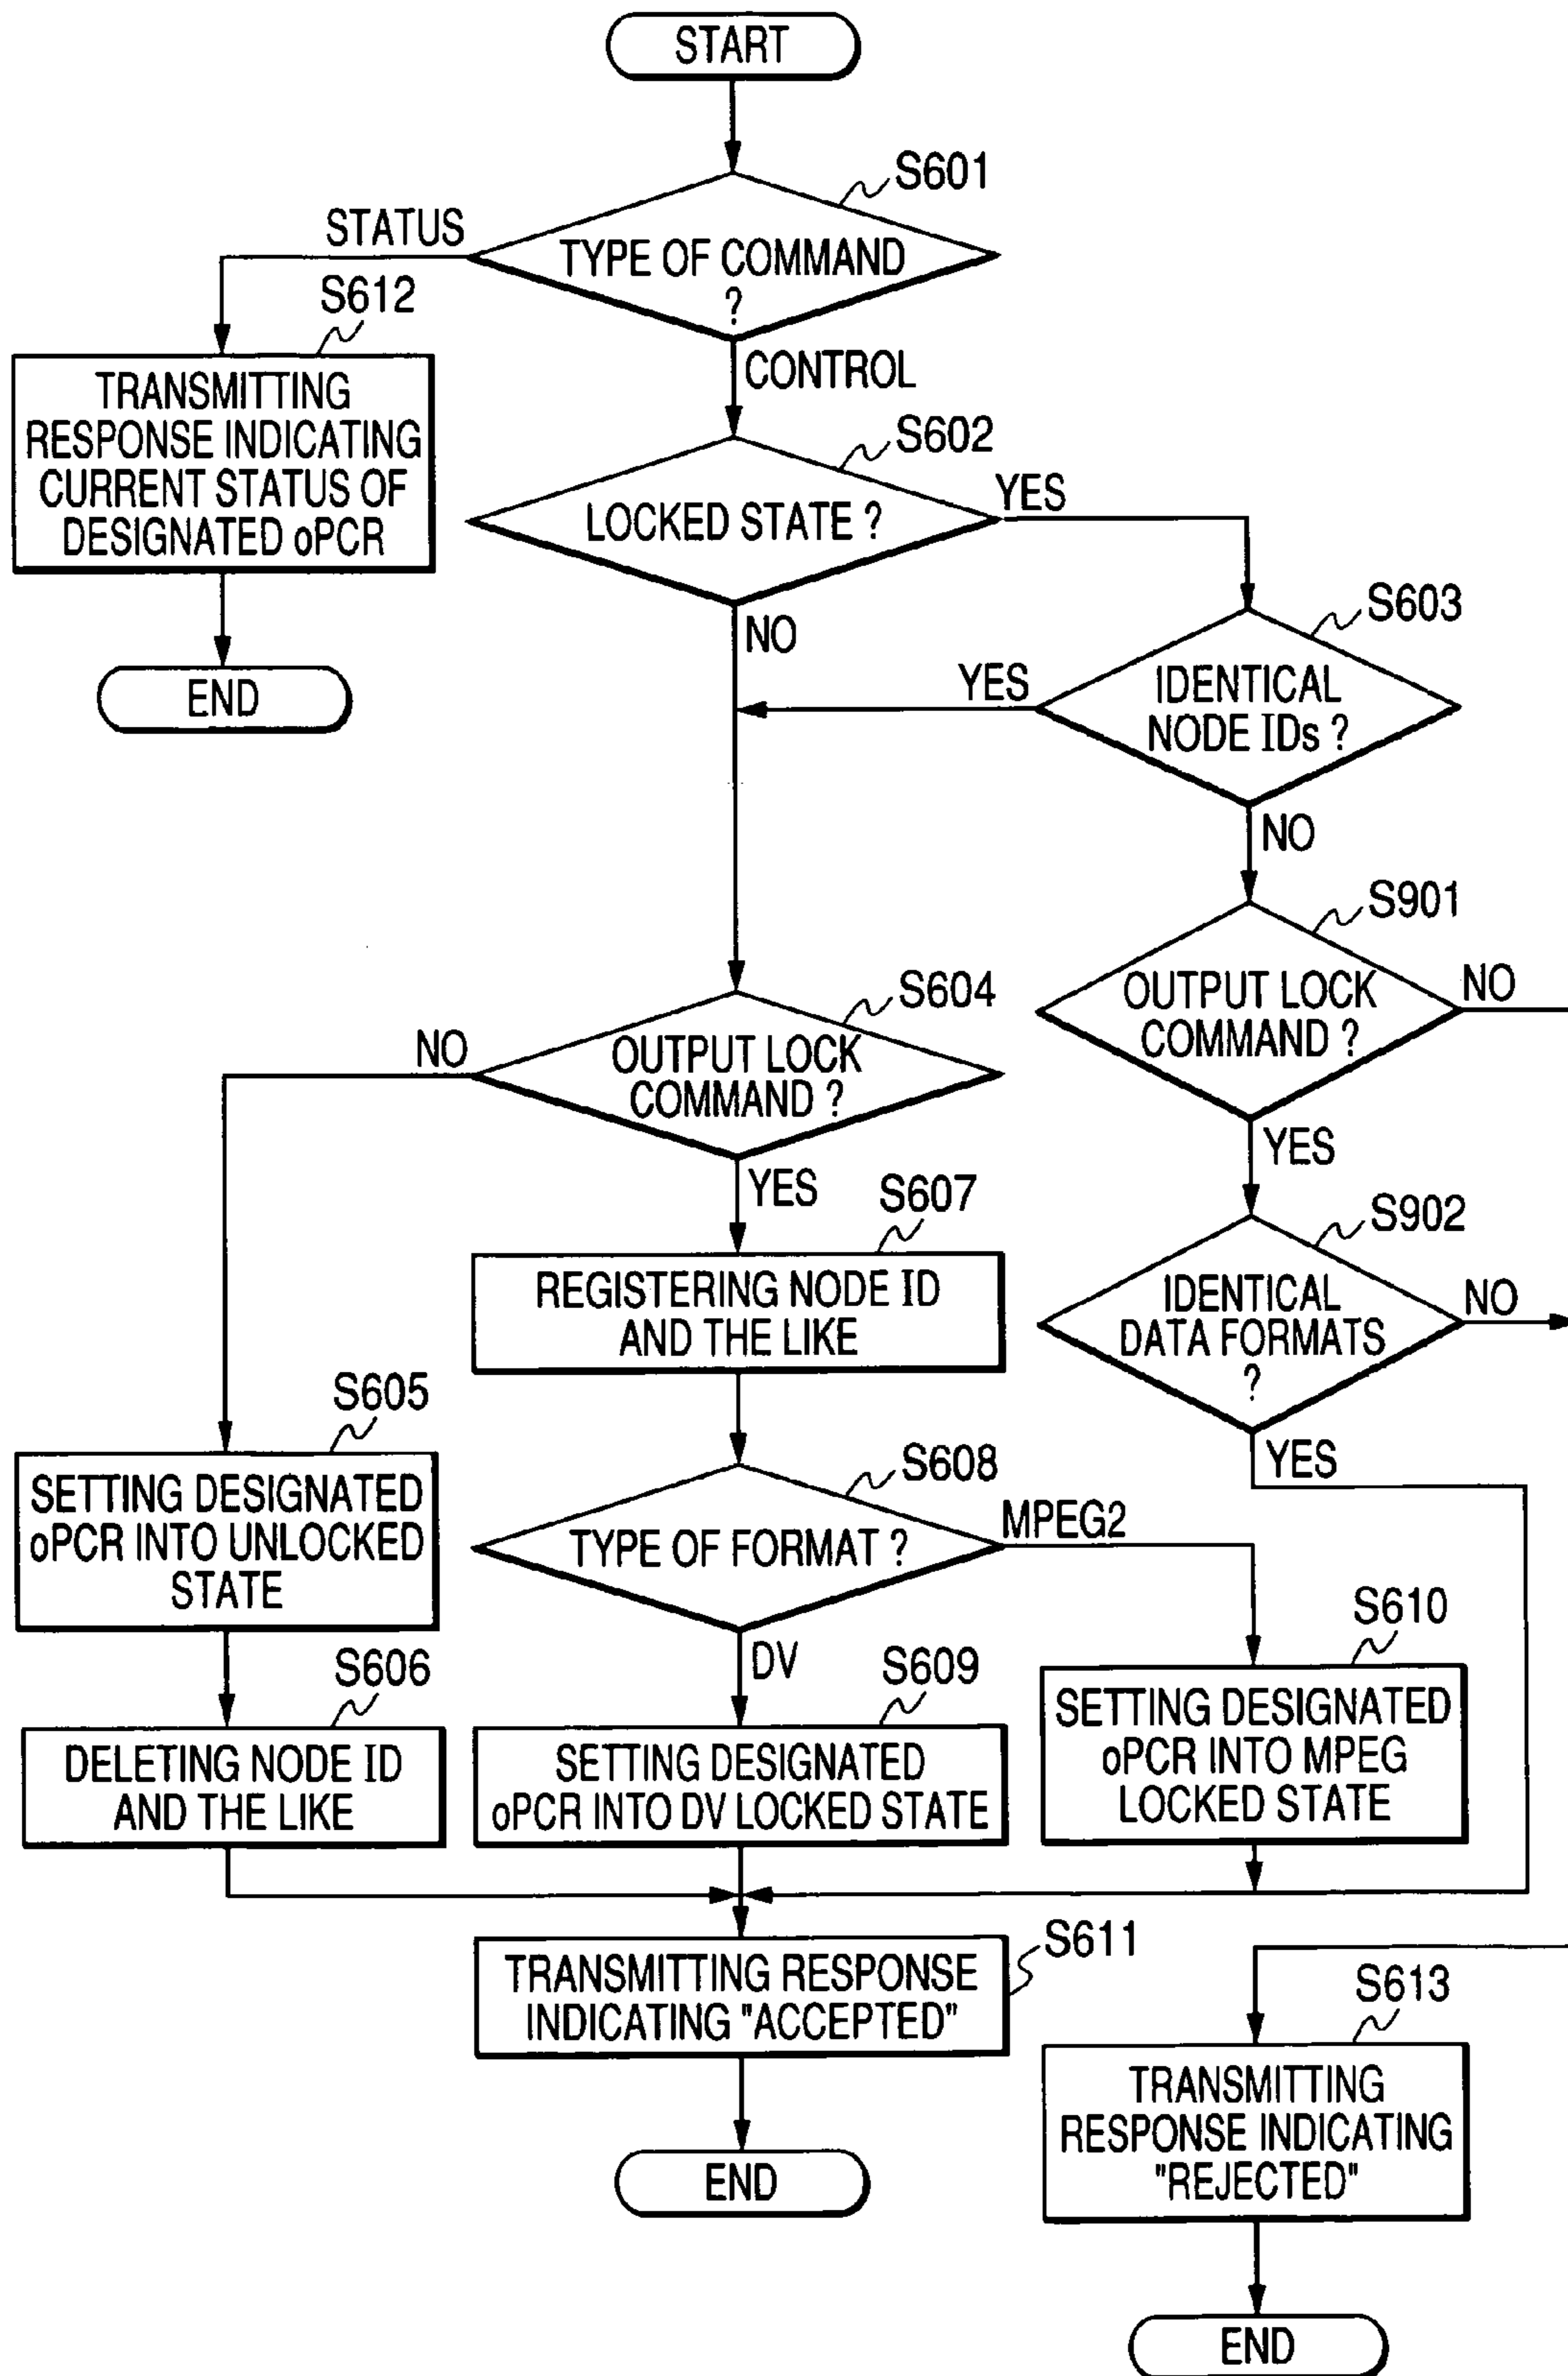 START
S601
STATUS
TYPE OF COMMAND
?
S612
CONTROL
TRANSMITTING
RESPONSE INDICATING
CURRENT STATUS OF
DESIGNATED oPCR
END
S602
LOCKED STATE ?
YES
NO
S603
IDENTICAL
NODE IDs ?
YES
NO
S901
OUTPUT LOCK
COMMAND ?
NO
YES
S604
OUTPUT LOCK
COMMAND ?
NO
YES
S902
IDENTICAL
DATA FORMATS
?
NO
YES
S607
REGISTERING NODE ID
AND THE LIKE
S605
SETTING DESIGNATED
oPCR INTO UNLOCKED
STATE
S608
TYPE OF FORMAT ?
MPEG2
DV
S606
DELETING NODE ID
AND THE LIKE
S609
SETTING DESIGNATED
oPCR INTO DV LOCKED STATE
S610
SETTING DESIGNATED
oPCR INTO MPEG
LOCKED STATE
S611
TRANSMITTING RESPONSE
INDICATING "ACCEPTED"
END
S613
TRANSMITTING
RESPONSE INDICATING
"REJECTED"
END